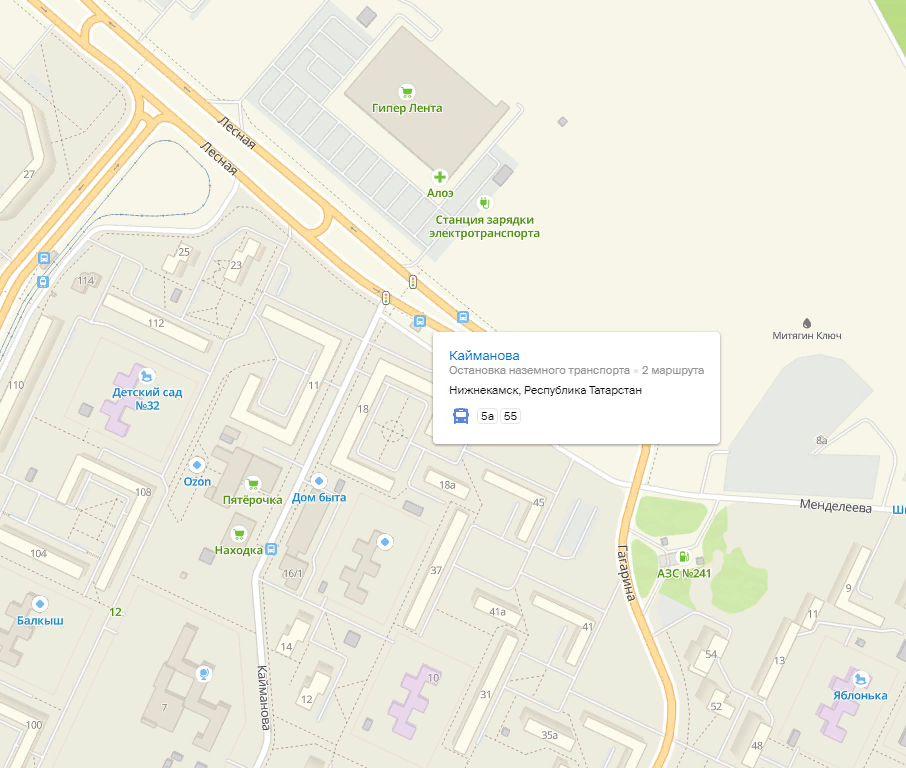 Гипер Лента
Лесная
Лесная
Алоэ
27
Станция зарядки
электротранспорта
25
23
114
112
Митягин Ключ
Кайманова
Остановка наземного транспорта • 2 маршрута
Нижнекамск, Республика Татарстан
5а 55
110
11
Детский сад
№32
18
8а
Ozon
108
Пятёрочка
Дом быта
18а
45
Менделеева
Находка
104
16/1
37
Гагарина
АЗС №241
9
12
Балкыш
41а
41
11
14
13
54
Кайманова
10
12
31
7
Яблонька
52
100
35а
48